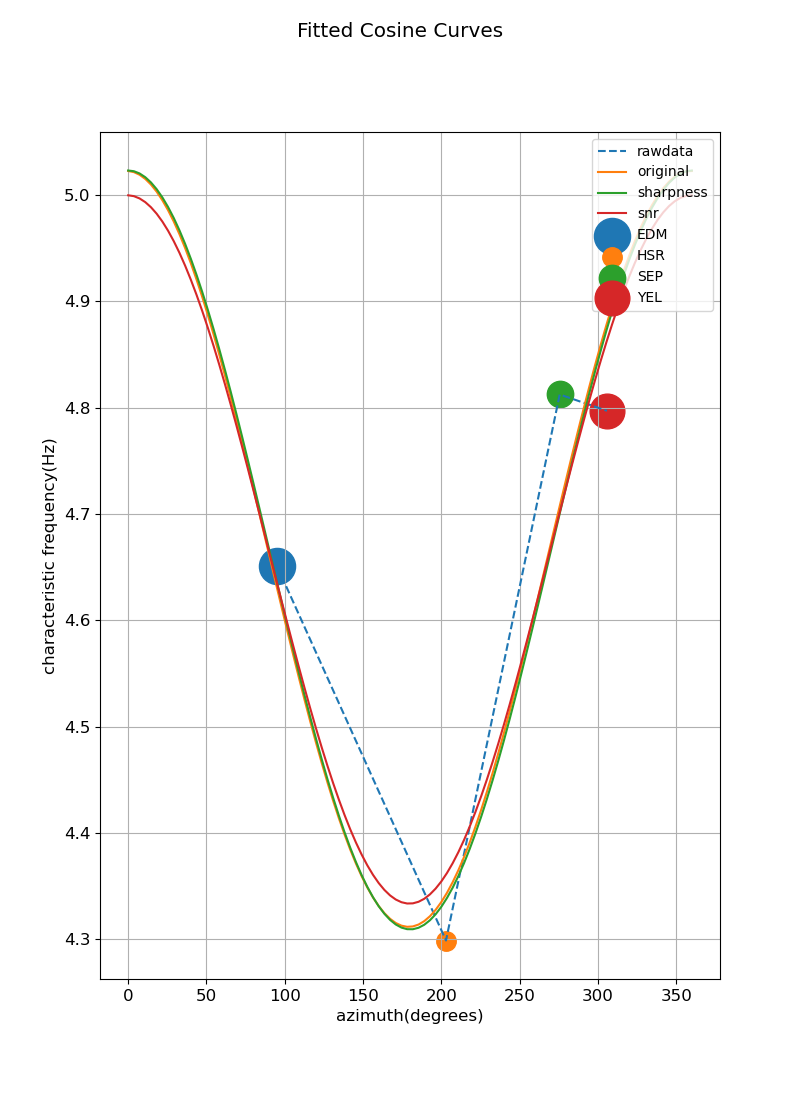 Fitted Cosine Curves
rawdata
original
sharpness
snr
EDM
HSR
SEP
YEL
characteristic frequency(Hz)
5.0
4.9
4.8
4.7
4.6
4.5
4.4
4.3
0 50 100 150 200 250 300 350
azimuth(degrees)